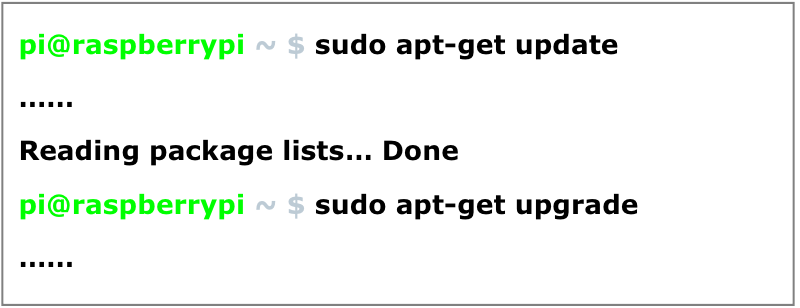 pi@raspberrypi ~ $ sudo apt-get update
......
Reading package lists... Done
pi@raspberrypi ~ $ sudo apt-get upgrade
......